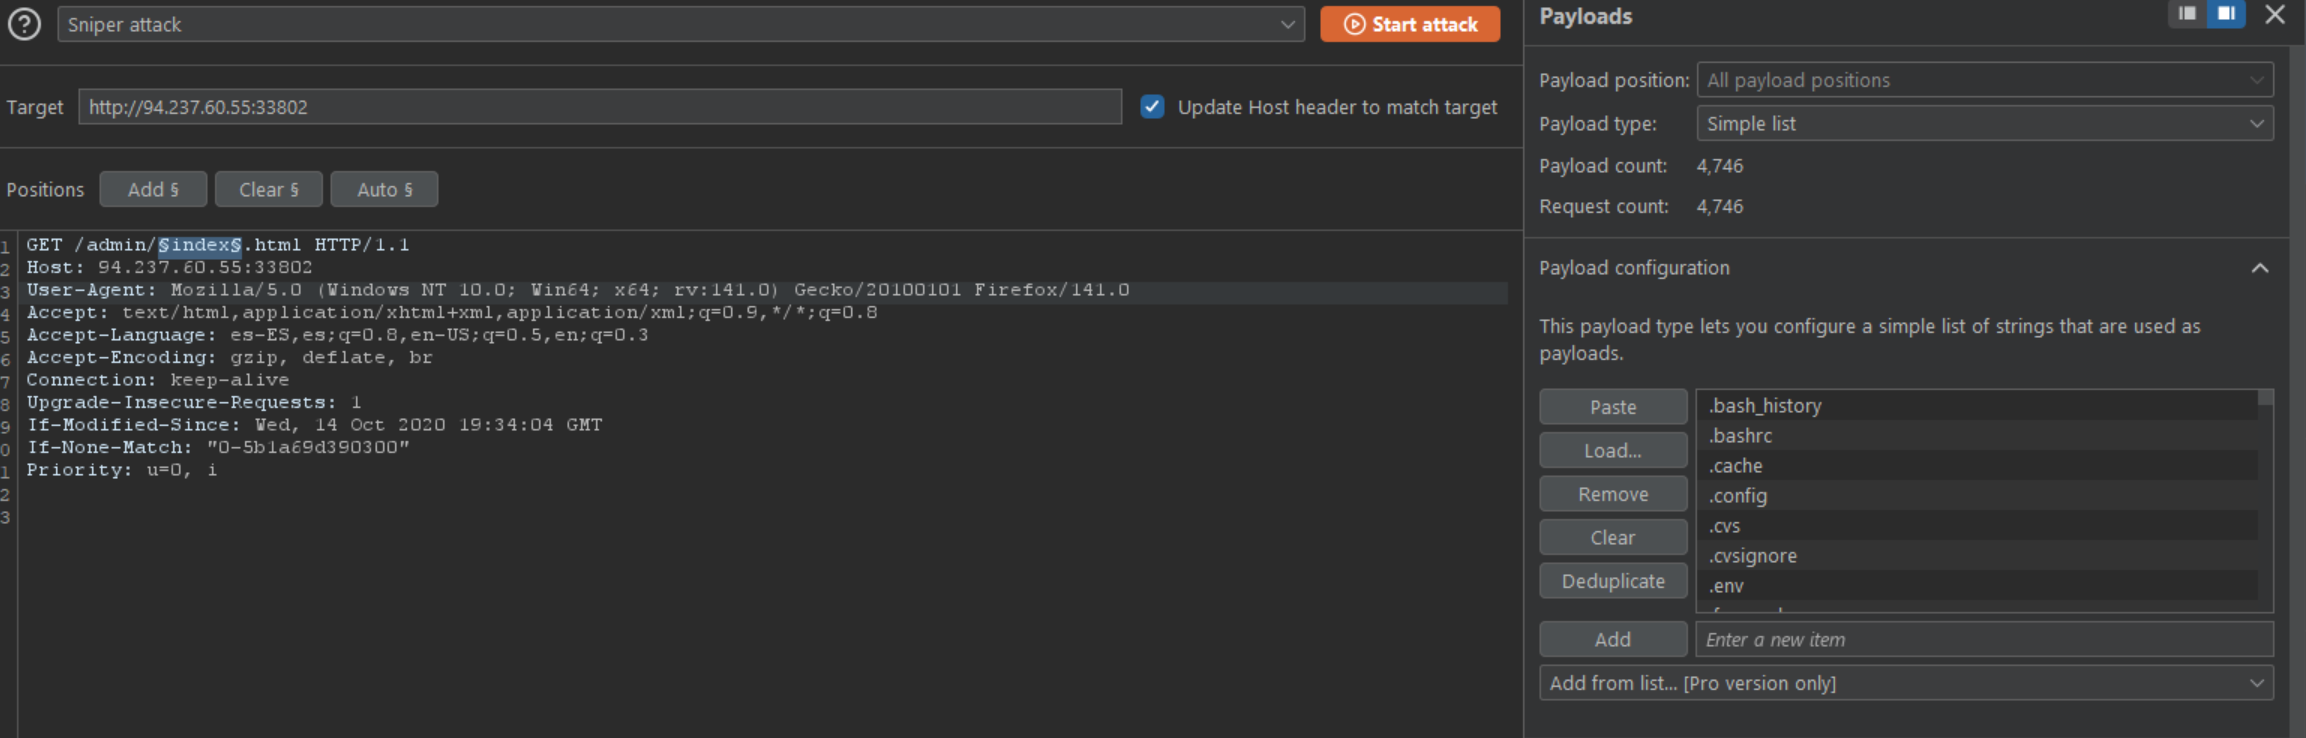 Sniper attack
Start attack
Target
http://94.237.60.55:33802
Update Host header to match target
Positions
Add §
Clear §
Auto §
1 GET /admin/§index§.html HTTP/1.1
2 Host: 94.237.60.55:33802
3 User-Agent: Mozilla/5.0 (Windows NT 10.0; Win64; x64; rv:141.0) Gecko/20100101 Firefox/141.0
4 Accept: text/html,application/xhtml+xml,application/xml;q=0.9,*/*;q=0.8
5 Accept-Language: es-ES,es;q=0.8,en-US;q=0.5,en;q=0.3
6 Accept-Encoding: gzip, deflate, br
7 Connection: keep-alive
8 Upgrade-Insecure-Requests: 1
9 If-Modified-Since: Wed, 14 Oct 2020 19:34:04 GMT
0 If-None-Match: "0-5b1a69d390300"
1 Priority: u=0, i
2
3
Payloads
Payload position:
All payload positions
Payload type:
Simple list
Payload count: 4,746
Request count: 4,746
Payload configuration
This payload type lets you configure a simple list of strings that are used as
payloads.
Paste
Load...
Remove
Clear
Deduplicate
.bash_history
.bashrc
.cache
.config
.cvs
.cvsignore
.env
Add
Enter a new item
Add from list... [Pro version only]